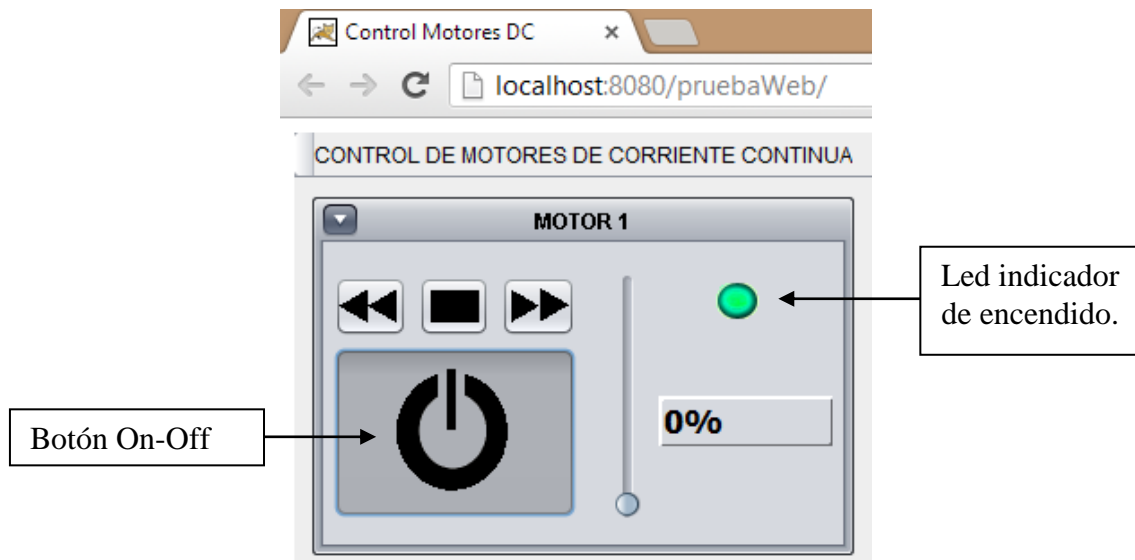 Control Motores DC
localhost:8080/pruebaWeb/
CONTROL DE MOTORES DE CORRIENTE CONTINUA
MOTOR 1
Led indicador
de encendido.
0%
Botón On-Off